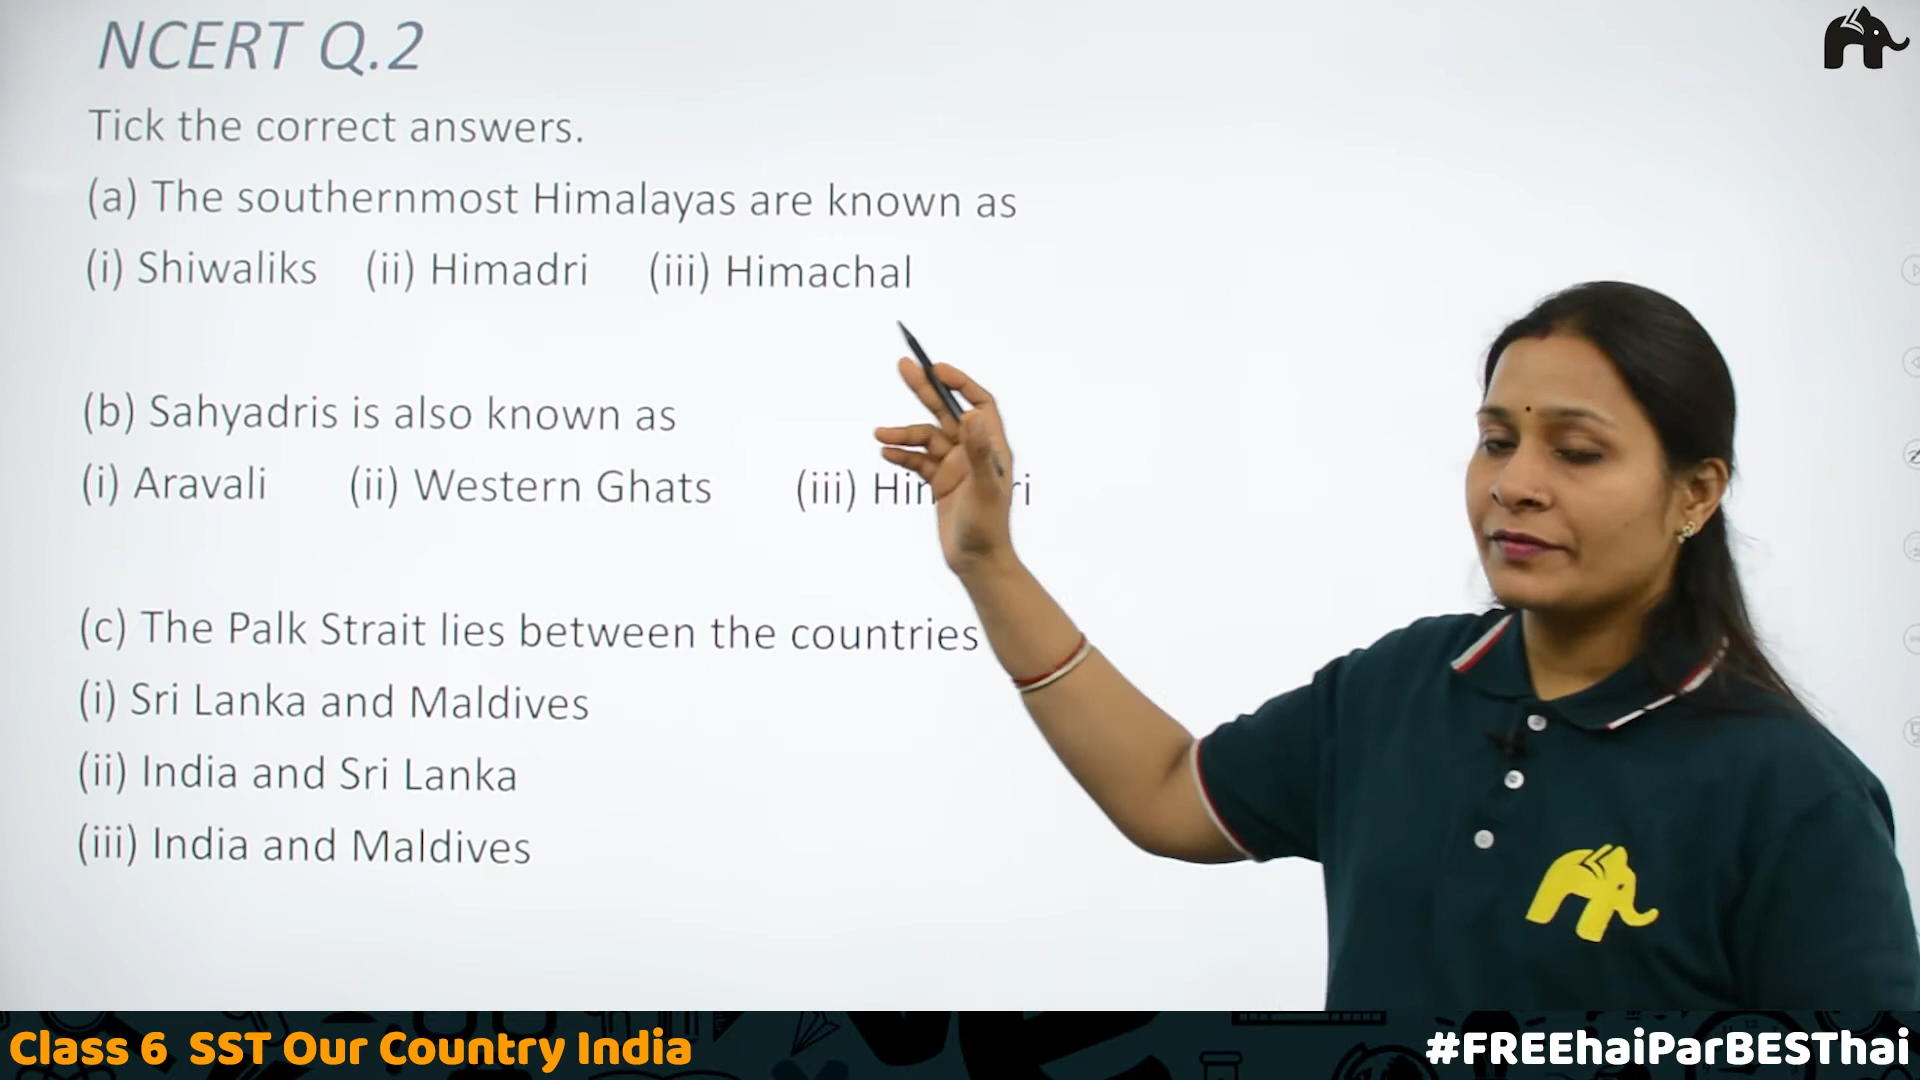 NCERT Q.2
Tick the correct answers.
(a) The southernmost Himalayas are known as
(i) Shiwaliks (ii) Himadri (iii) Himachal
(b) Sahyadris is also known as
(i) Aravali (ii) Western Ghats (iii)
(c) The Palk Strait lies between the countries
(i) Sri Lanka and Maldives
(ii) India and Sri Lanka
(iii) India and Maldives
Class 6 SST Our Country India
#FREEhaiParBESThai